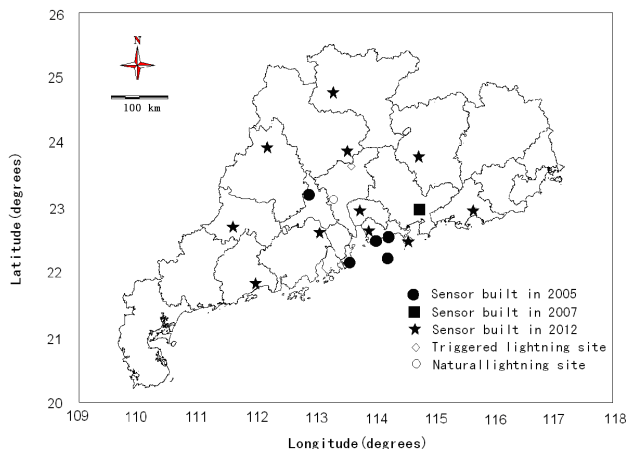 26
25
24
23
22
21
20
Latitude(degrees)
N
100 km
Sensor built in 2005
Sensor built in 2007
Sensor built in 2012
Triggered lightning site
Naturallightning site
109 110 111 112 113 114 115 116 117 118
Longitude(degrees)